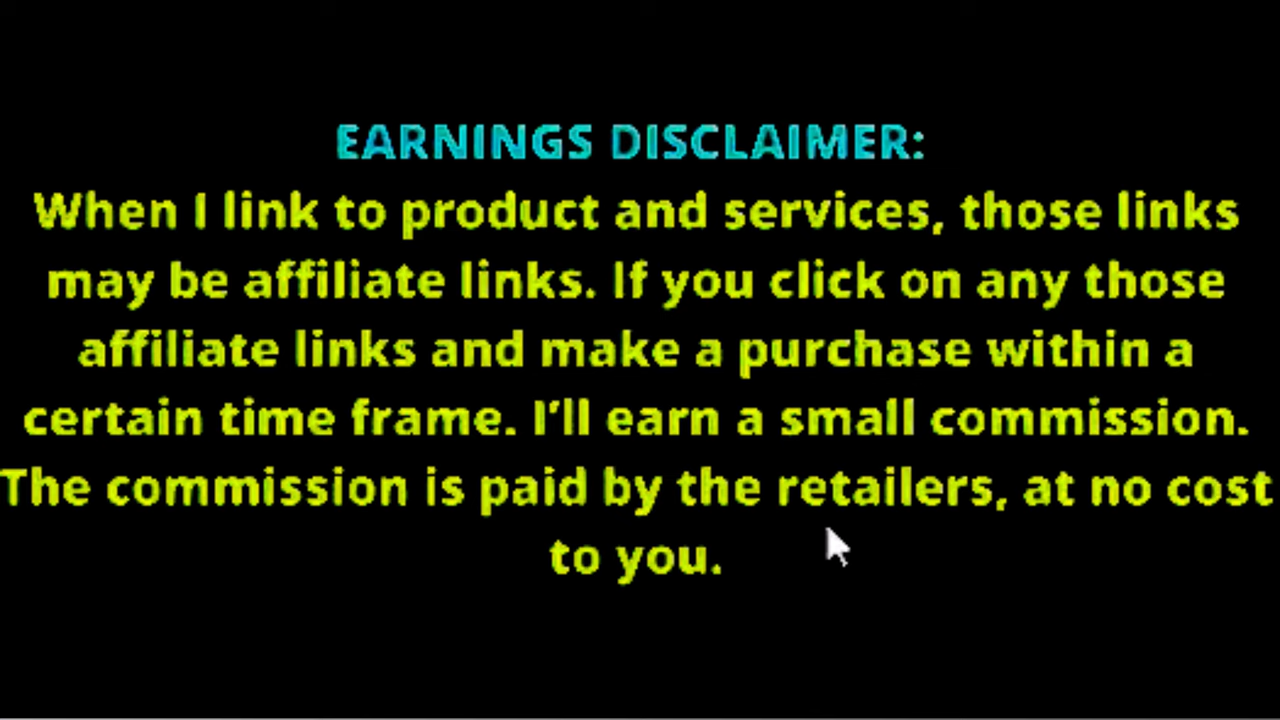 EARNINGS DISCLAIMER:
When I link to product and services, those links
may be affiliate links. If you click on any those
affiliate links and make a purchase within a
certain time frame. I’ll earn a small commission.
The commission is paid by the retailers, at no cost
to you.